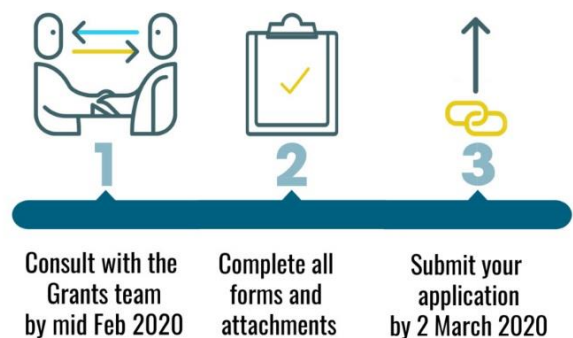 1
2
3
Consult with the
Grants team
by mid Feb 2020
Complete all
forms and
attachments
Submit your
application
by 2 March 2020